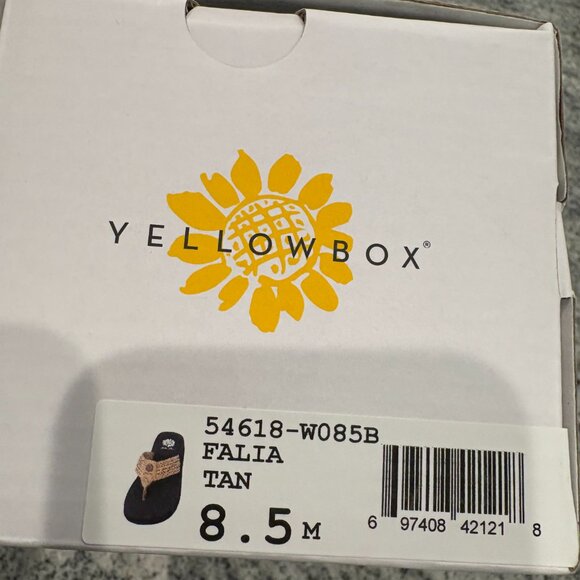 YELLOWBOX®
54618-W085B
FALIA
TAN
8.5 M
6 97408 42121 8